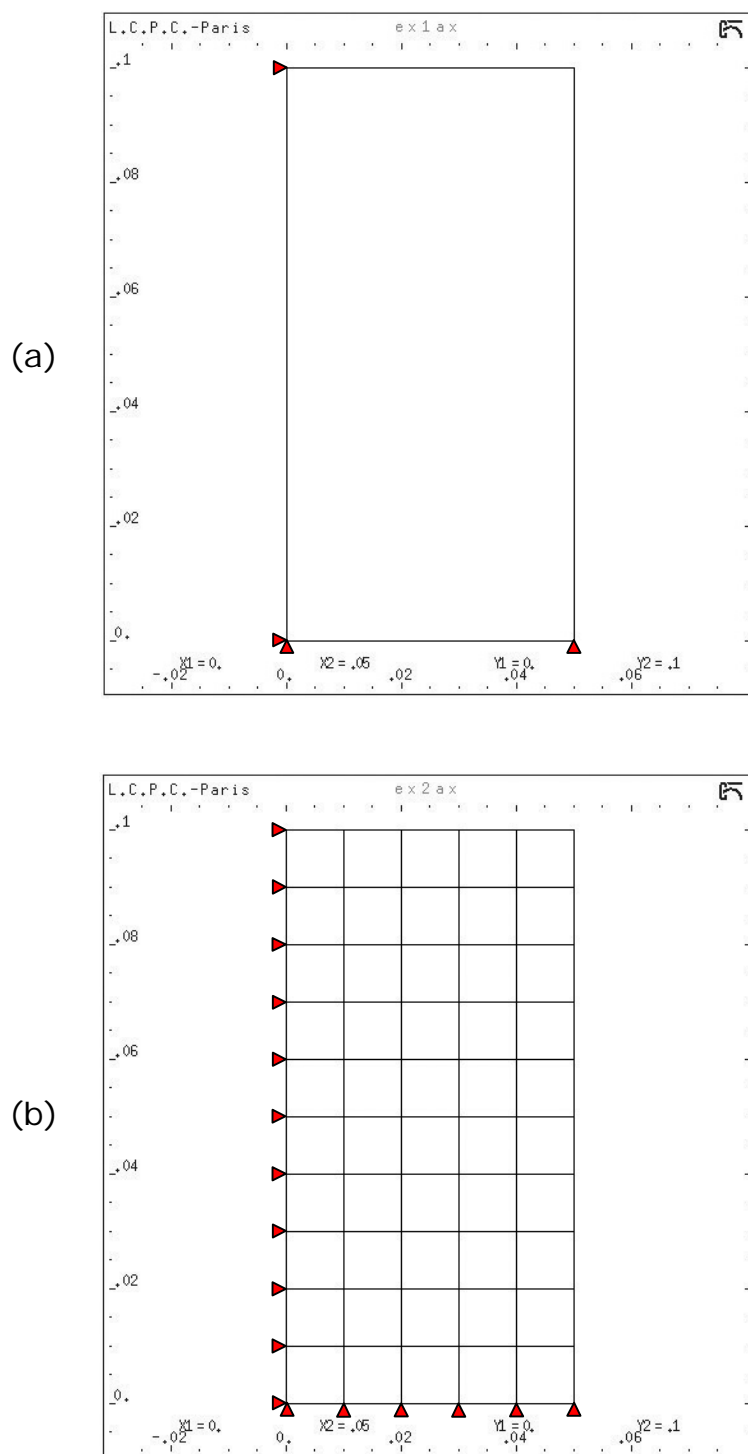 L.C.P.C.-Paris ex1ax
.1
.08
.06
(a)
.04
.02
0.
X1=0. X2=.05 Y1=0. Y2=.1
-.02 0. .02 .04 .06
L.C.P.C.-Paris ex2ax
.1
.08
.06
(b)
.04
.02
0.
X1=0. X2=.05 Y1=0. Y2=.1
-.02 0. .02 .04 .06